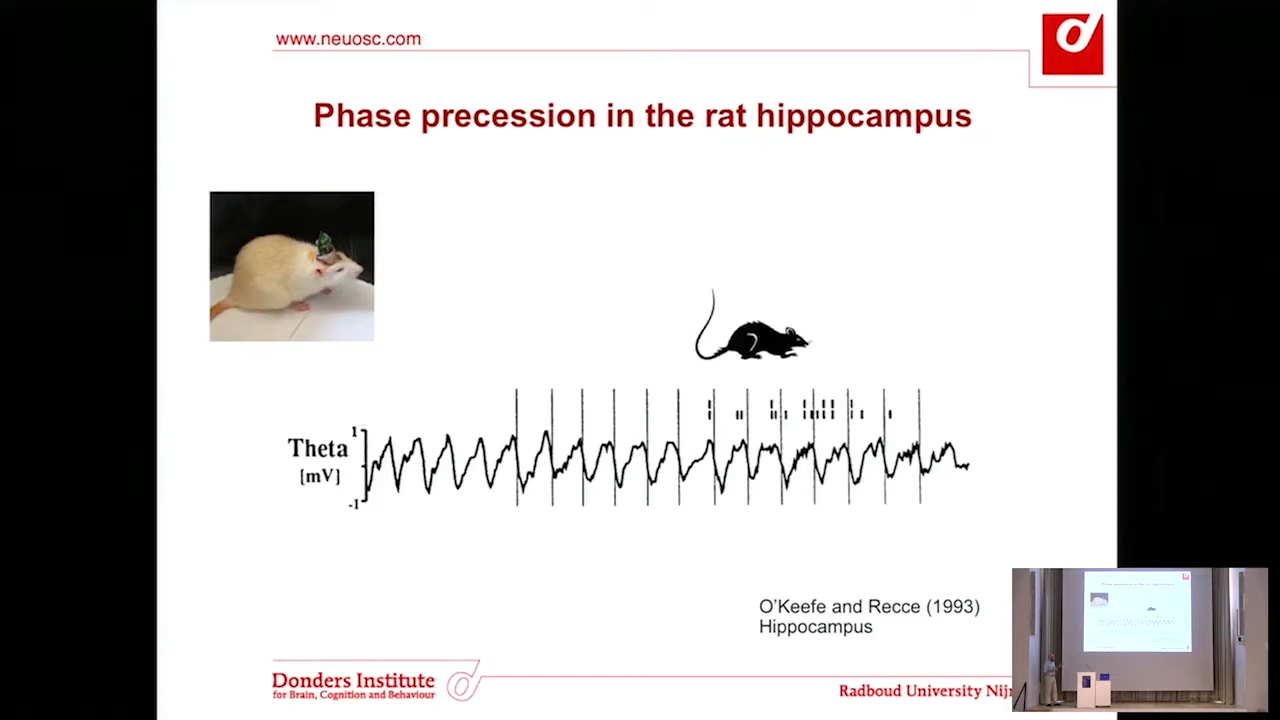 www.neuosc.com
Phase precession in the rat hippocampus
Theta
[mV]
1
-1
O'Keefe and Recce (1993)
Hippocampus
Donders Institute
for Brain, Cognition and Behaviour
Radboud University